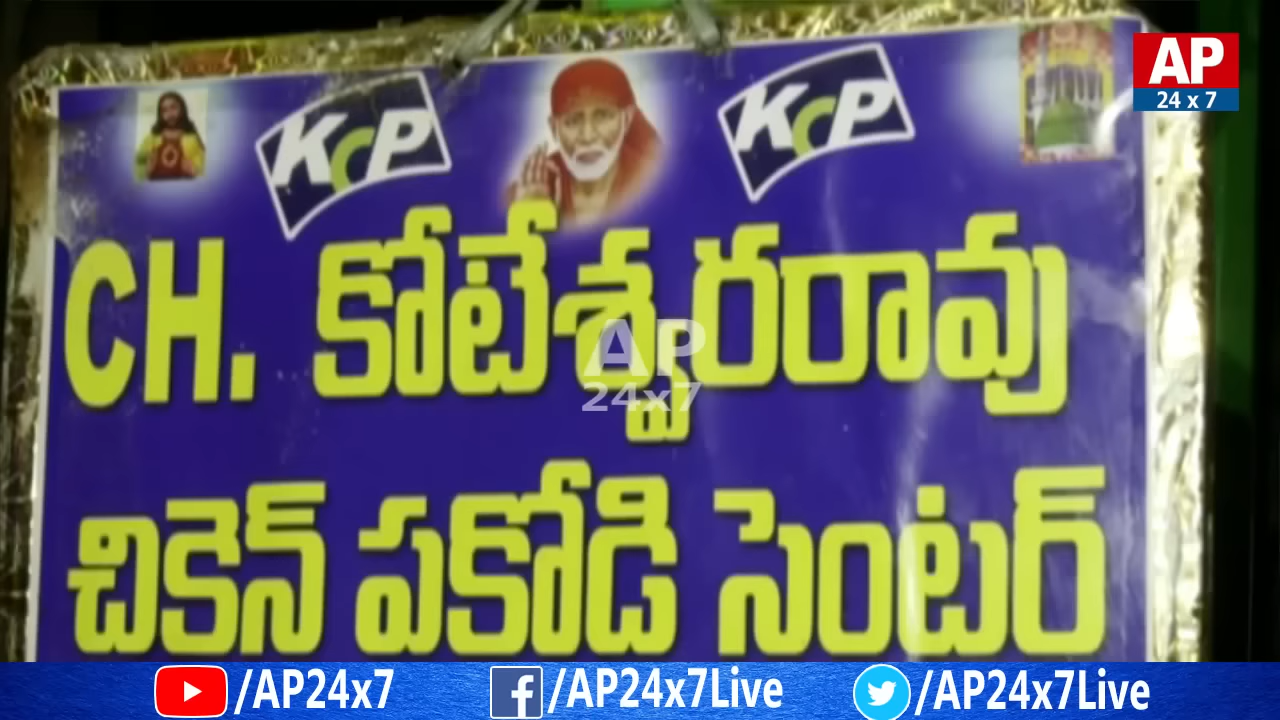 AP
24 x 7
KCP KCP
CH. కోటేశ్వరరావు
AP
24x7
చికెన్ పకోడి సెంటర్
/AP24x7 /AP24x7Live /AP24x7Live